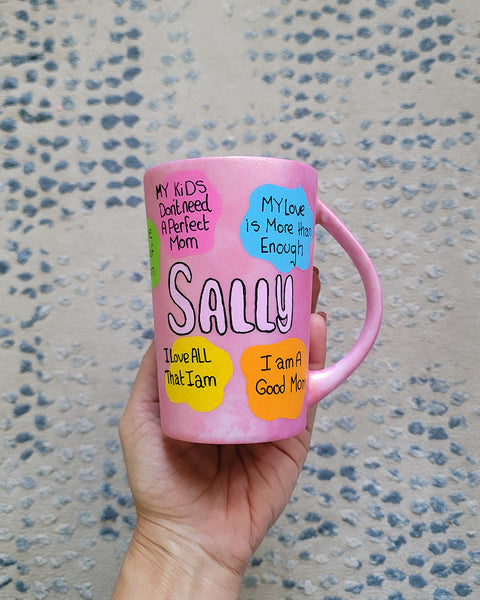 MY KiDS
Don't need
A Perfect
Mom
MY Love
is More than
Enough
SALLY
I Love ALL
That I am
I am A
Good Mom